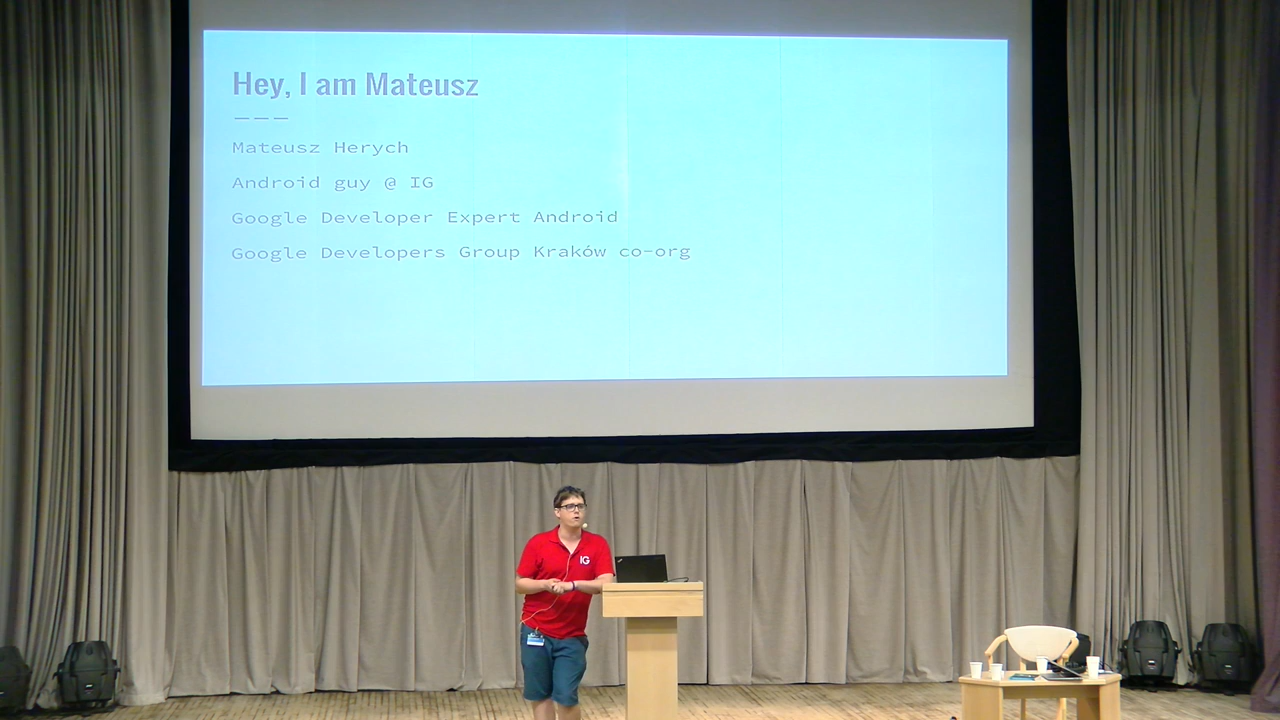 Hey, I am Mateusz
———
Mateusz Herych
Android guy @ IG
Google Developer Expert Android
Google Developers Group Kraków co-org
IG